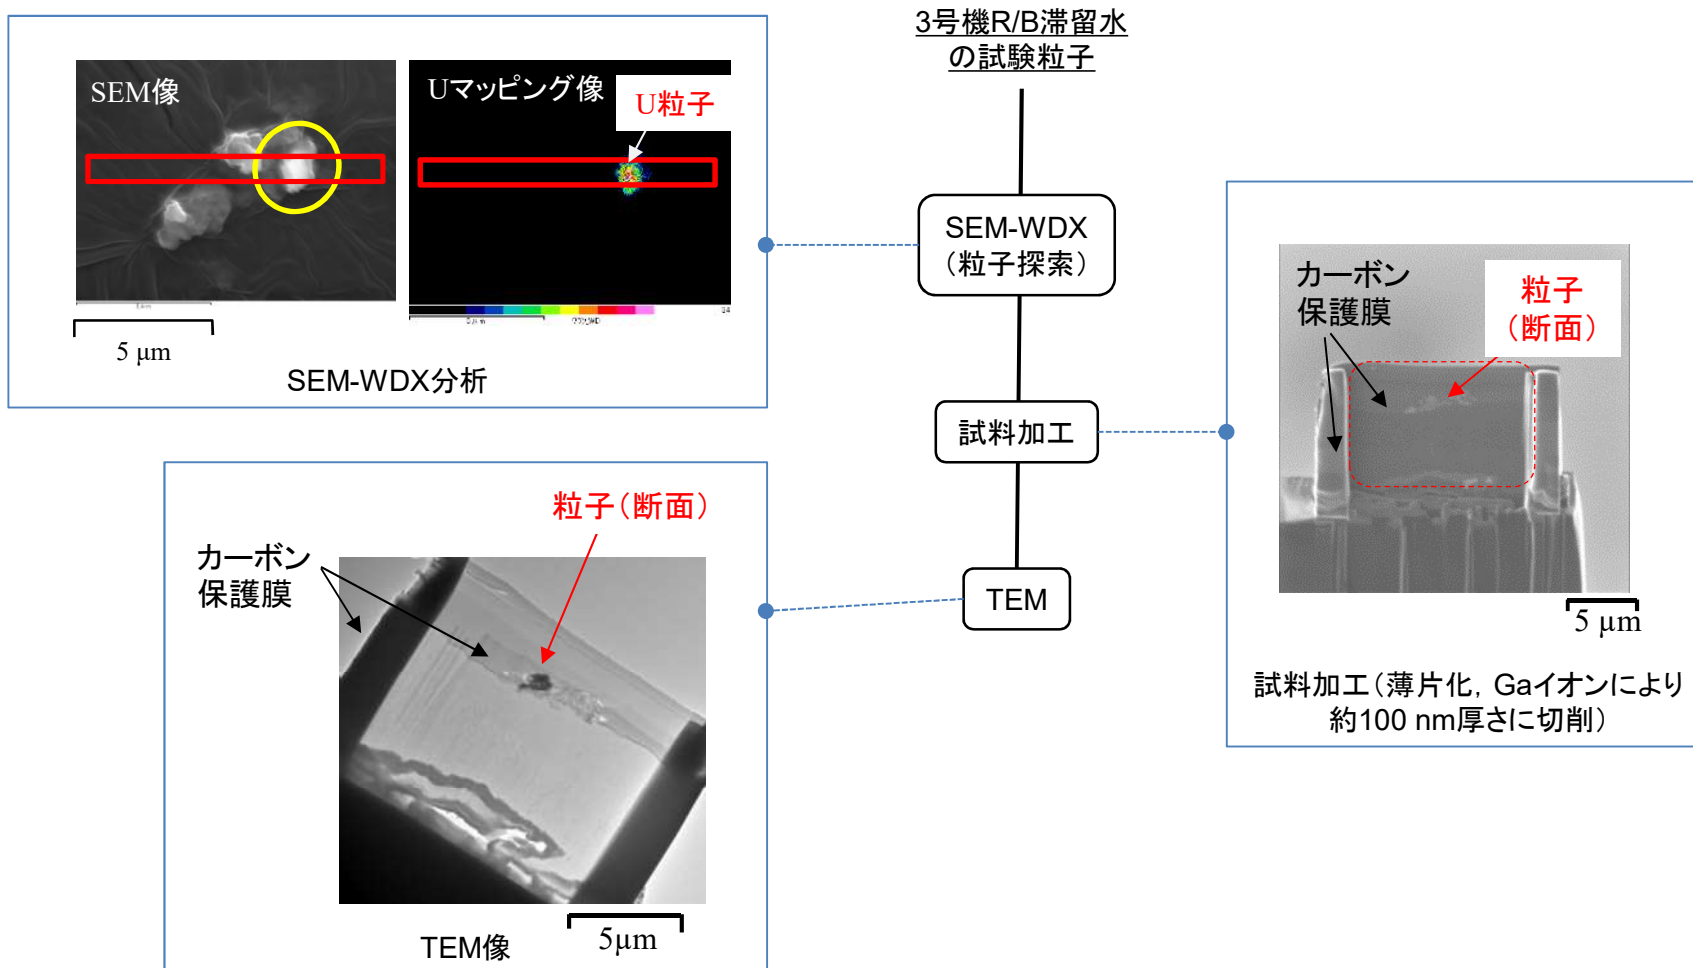 3号機R/B滞留水
の試験粒子
SEM像
Uマッピング像
U粒子
5 μm
SEM-WDX分析
SEM-WDX
（粒子探索）
試料加工
TEM
カーボン
保護膜
粒子
（断面）
5 μm
試料加工（薄片化，Gaイオンにより
約100 nm厚さに切削）
粒子（断面）
カーボン
保護膜
5μm
TEM像